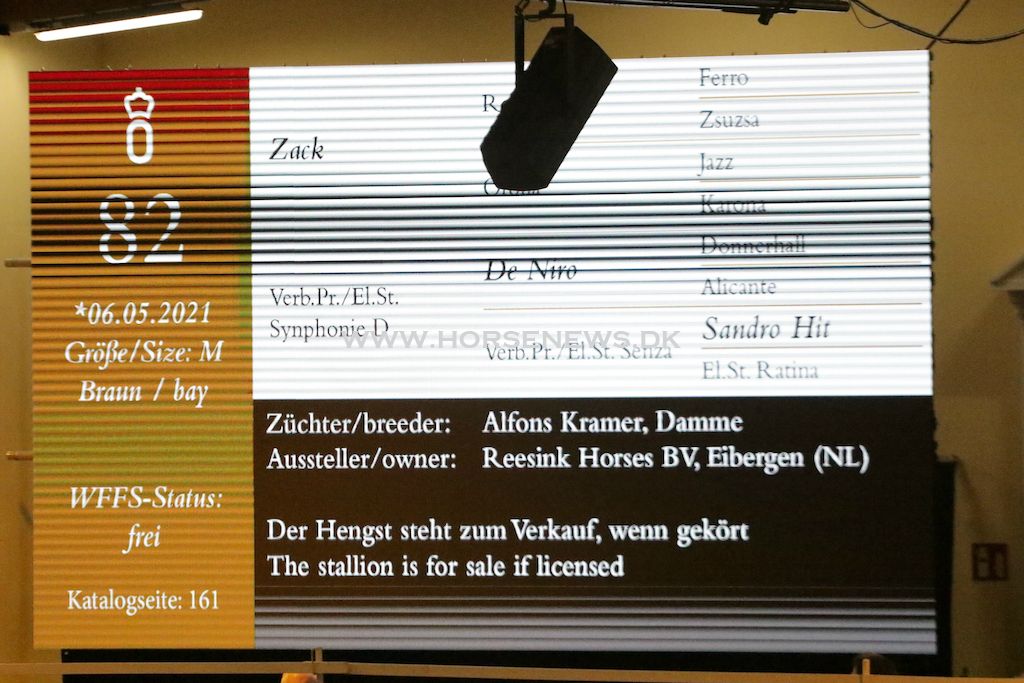 82
*06.05.2021
Größe/Size: M
Braun / bay
WFFS-Status:
frei
Katalogseite: 161
Zack
Verb.Pr./El.St.
Synphonie D
De Niro
Verb.Pr./El.St. Senza
Ferro
Zsuzsa
Jazz
Karona
Donnerhall
Alicante
Sandro Hit
El.St. Ratina
WWW.HORSENEWS.DK
Züchter/breeder: Alfons Kramer, Damme
Aussteller/owner: Reesink Horses BV, Eibergen (NL)
Der Hengst steht zum Verkauf, wenn gekört
The stallion is for sale if licensed